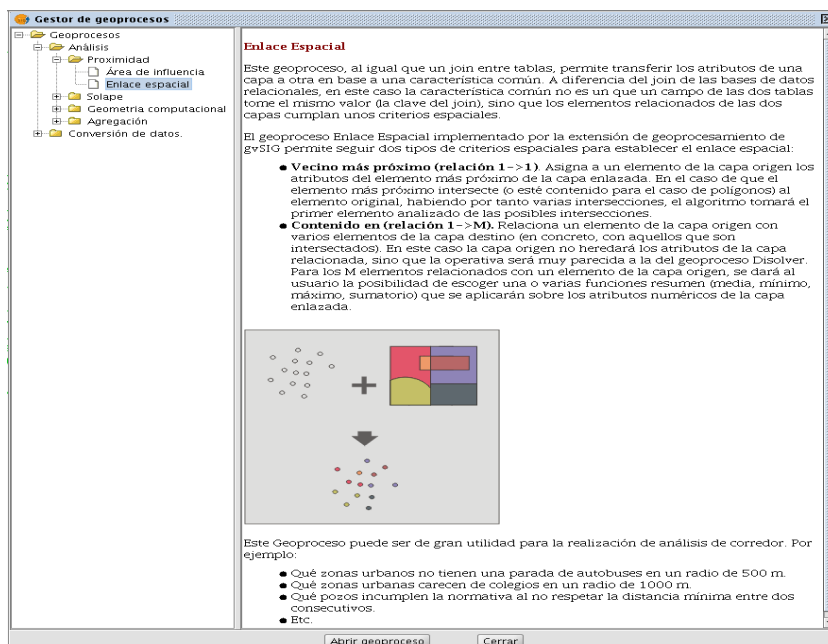 Gestor de geoprocesos
Geoprocesos
Análisis
Proximidad
Área de influencia
Enlace espacial
Solape
Geometria computacional
Agregación
Conversión de datos.
Enlace Espacial
Este geoproceso, al igual que un join entre tablas, permite transferir los atributos de una
capa a otra en base a una característica común. A diferencia del join de las bases de datos
relacionales, en este caso la característica común no es un que un campo de las dos tablas
tome el mismo valor (la clave del join), sino que los elementos relacionados de las dos
capas cumplan unos criterios espaciales.
El geoproceso Enlace Espacial implementado por la extensión de geoprocesamiento de
gvSIG permite seguir dos tipos de criterios espaciales para establecer el enlace espacial:
Vecino más próximo (relación 1->1). Asigna a un elemento de la capa origen los
atributos del elemento más próximo de la capa enlazada. En el caso de que el
elemento más próximo intersecte (o esté contenido para el caso de polígonos) al
elemento original, habiendo por tanto varias intersecciones, el algoritmo tomará el
primer elemento analizado de las posibles intersecciones.
Contenido en (relación 1->M). Relaciona un elemento de la capa origen con
varios elementos de la capa destino (en concreto, con aquellos que son
intersectados). En este caso la capa origen no heredará los atributos de la capa
relacionada, sino que la operativa será muy parecida a la del geoproceso Disolver.
Para los M elementos relacionados con un elemento de la capa origen, se dará al
usuario la posibilidad de escoger una o varias funciones resumen (media, mínimo,
máximo, sumatorio) que se aplicarán sobre los atributos numéricos de la capa
enlazada.
Este Geoproceso puede ser de gran utilidad para la realización de análisis de corredor. Por
ejemplo:
Qué zonas urbanos no tienen una parada de autobuses en un radio de 500 m.
Qué zonas urbanas carecen de colegios en un radio de 1000 m.
Qué pozos incumplen la normativa al no respetar la distancia mínima entre dos
consecutivos.
Etc.
Abrir geoproceso
Cerrar